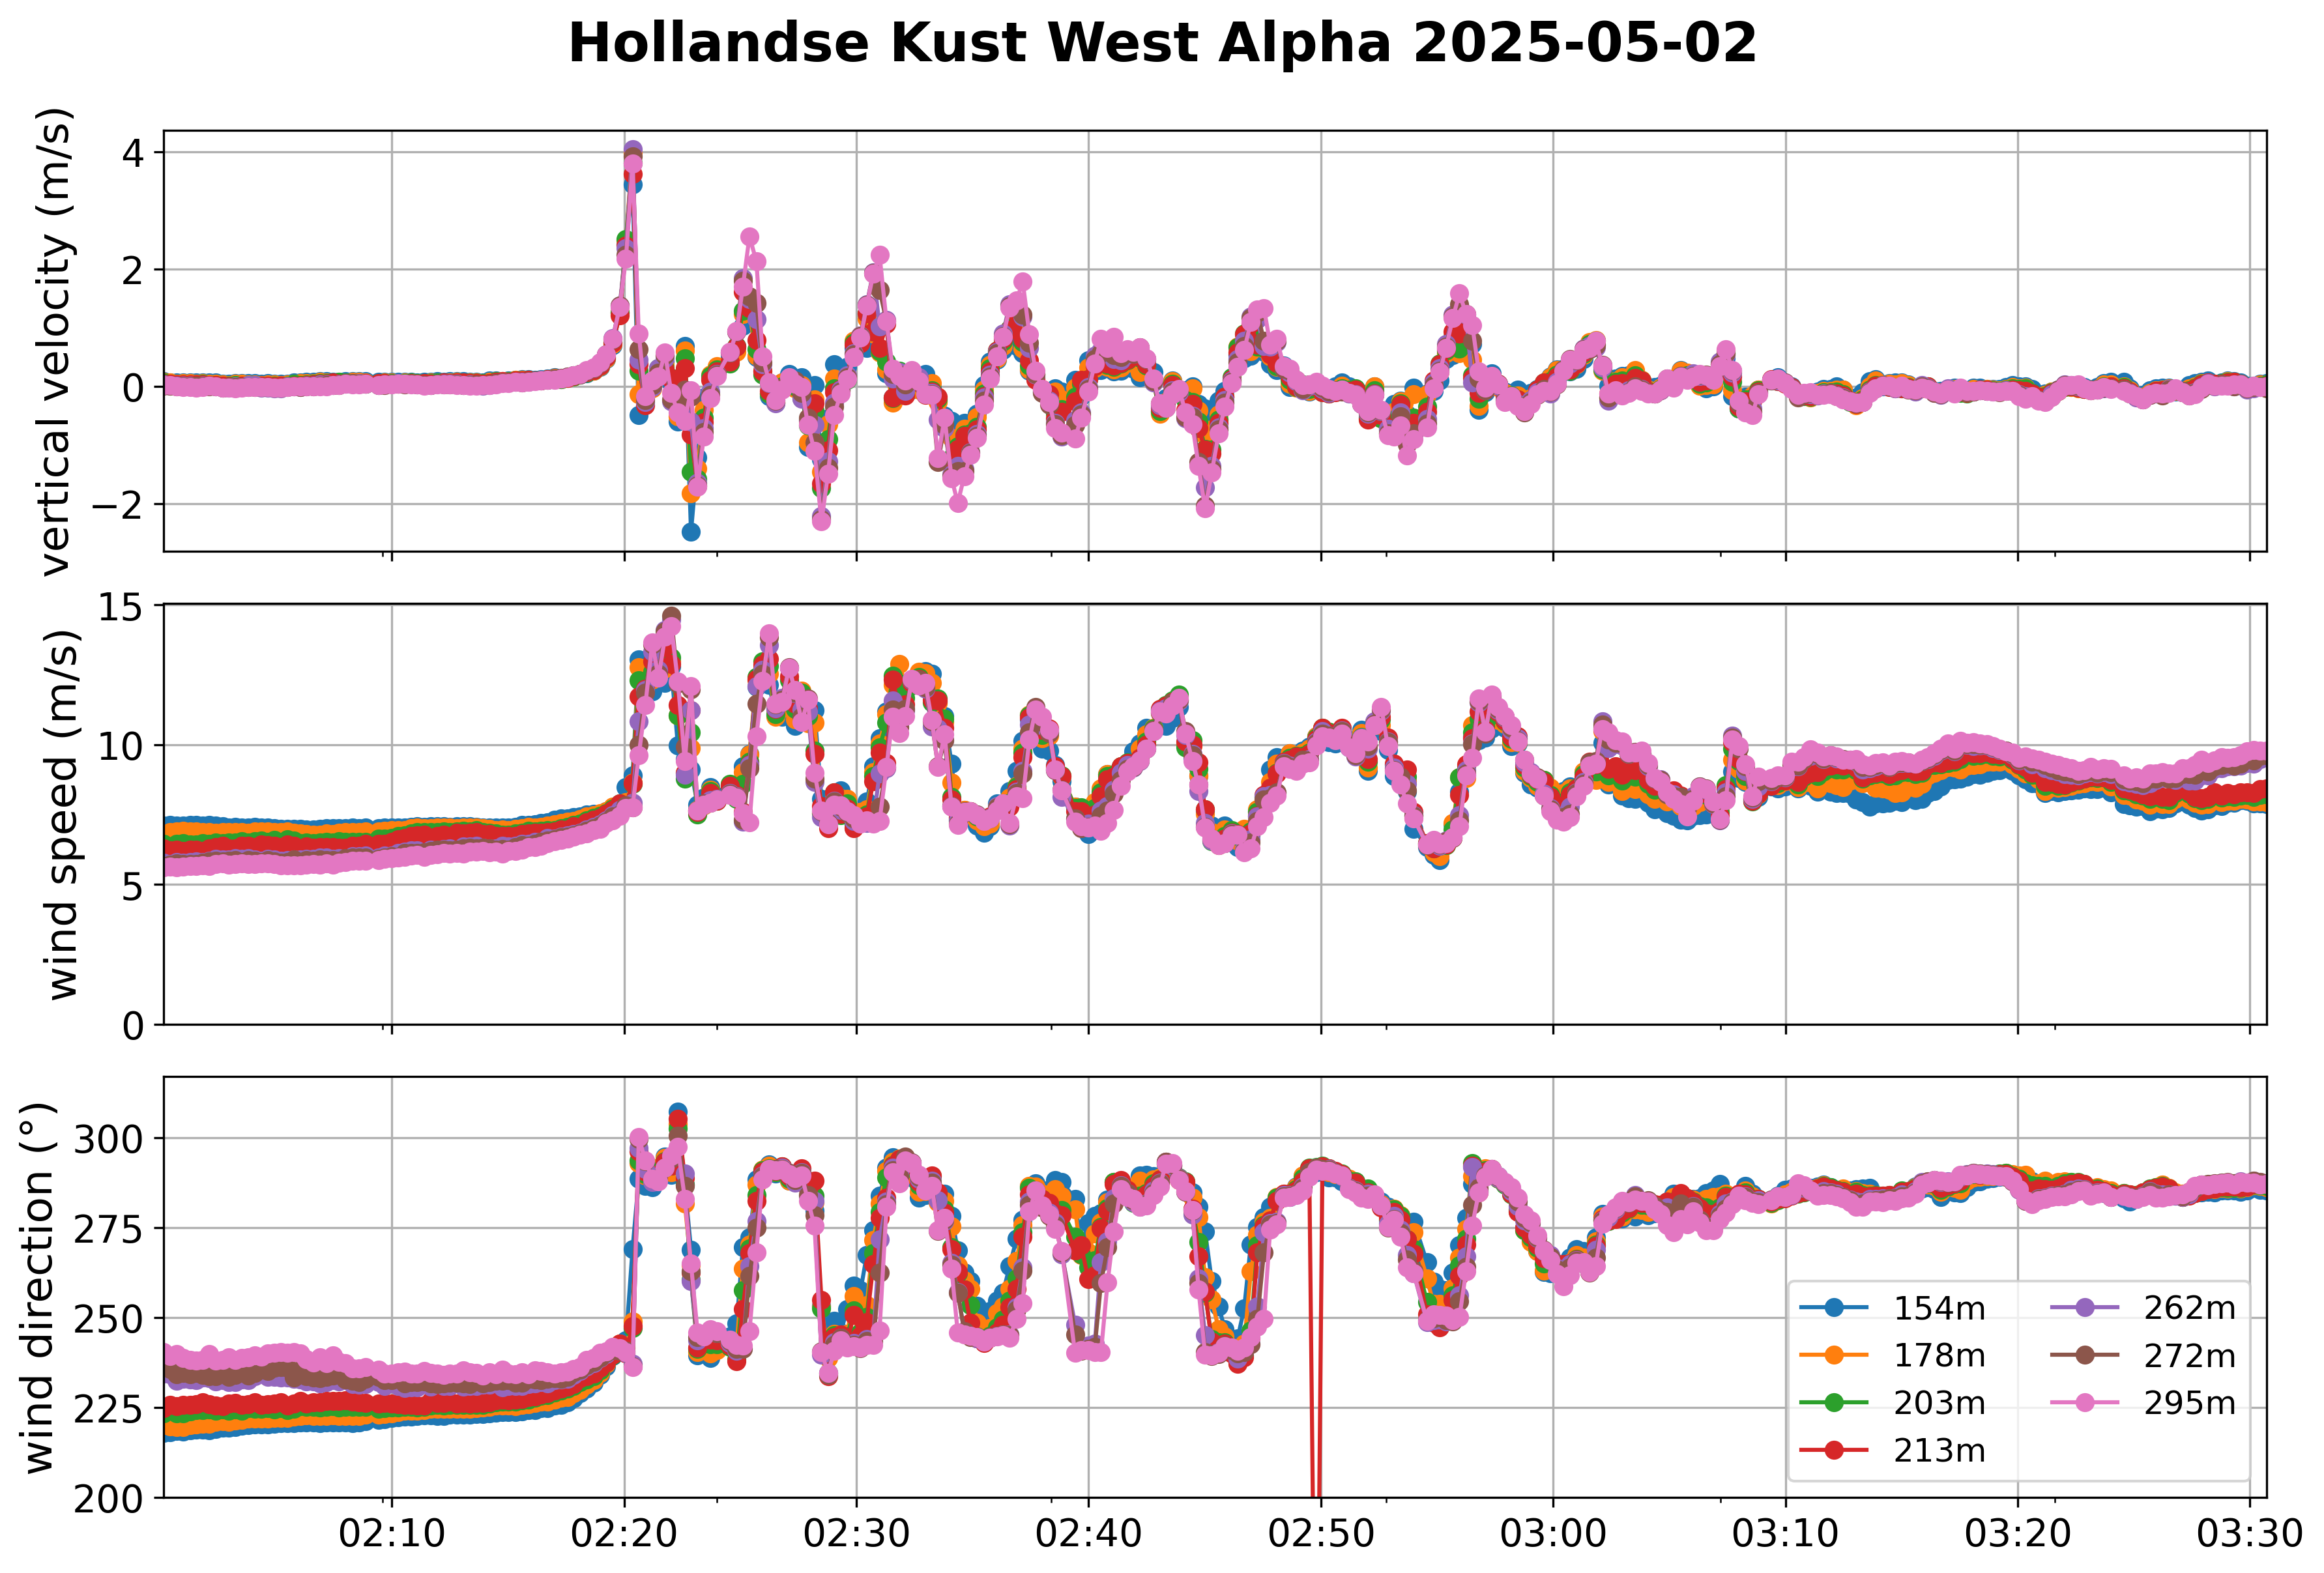 Hollandse Kust West Alpha 2025-05-02
vertical velocity (m/s)
4
2
0
−2
wind speed (m/s)
15
10
5
0
wind direction (°)
300
275
250
225
200
154m
178m
203m
213m
262m
272m
295m
02:10 02:20 02:30 02:40 02:50 03:00 03:10 03:20 03:30